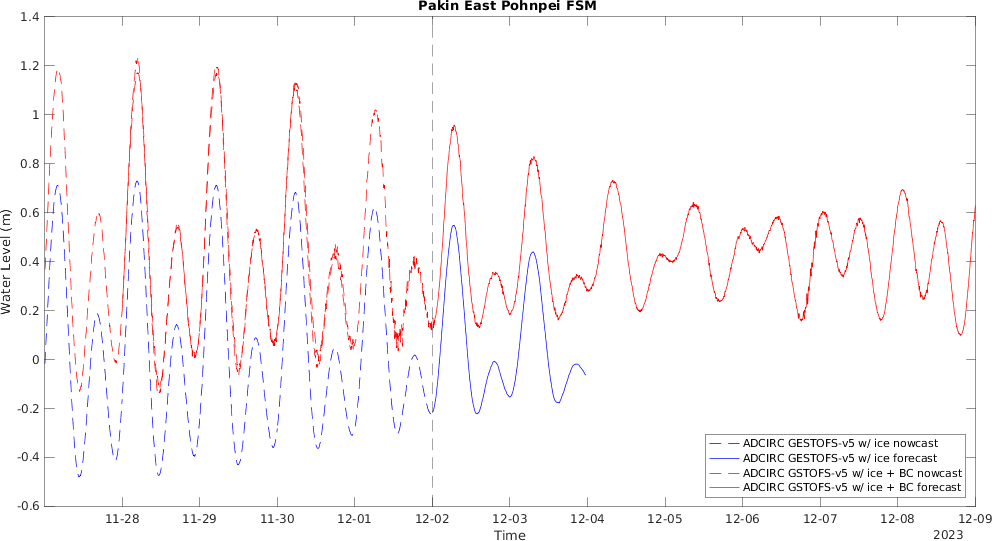 Pakin East Pohnpei FSM
1.4
1.2
1
0.8
0.6
0.4
0.2
0
-0.2
-0.4
-0.6
Water Level (m)
ADCIRC GESTOFS-v5 w/ ice nowcast
ADCIRC GESTOFS-v5 w/ ice forecast
ADCIRC GSTOFS-v5 w/ ice + BC nowcast
ADCIRC GSTOFS-v5 w/ ice + BC forecast
11-28 11-29 11-30 12-01 12-02 12-03 12-04 12-05 12-06 12-07 12-08 12-09
Time
2023